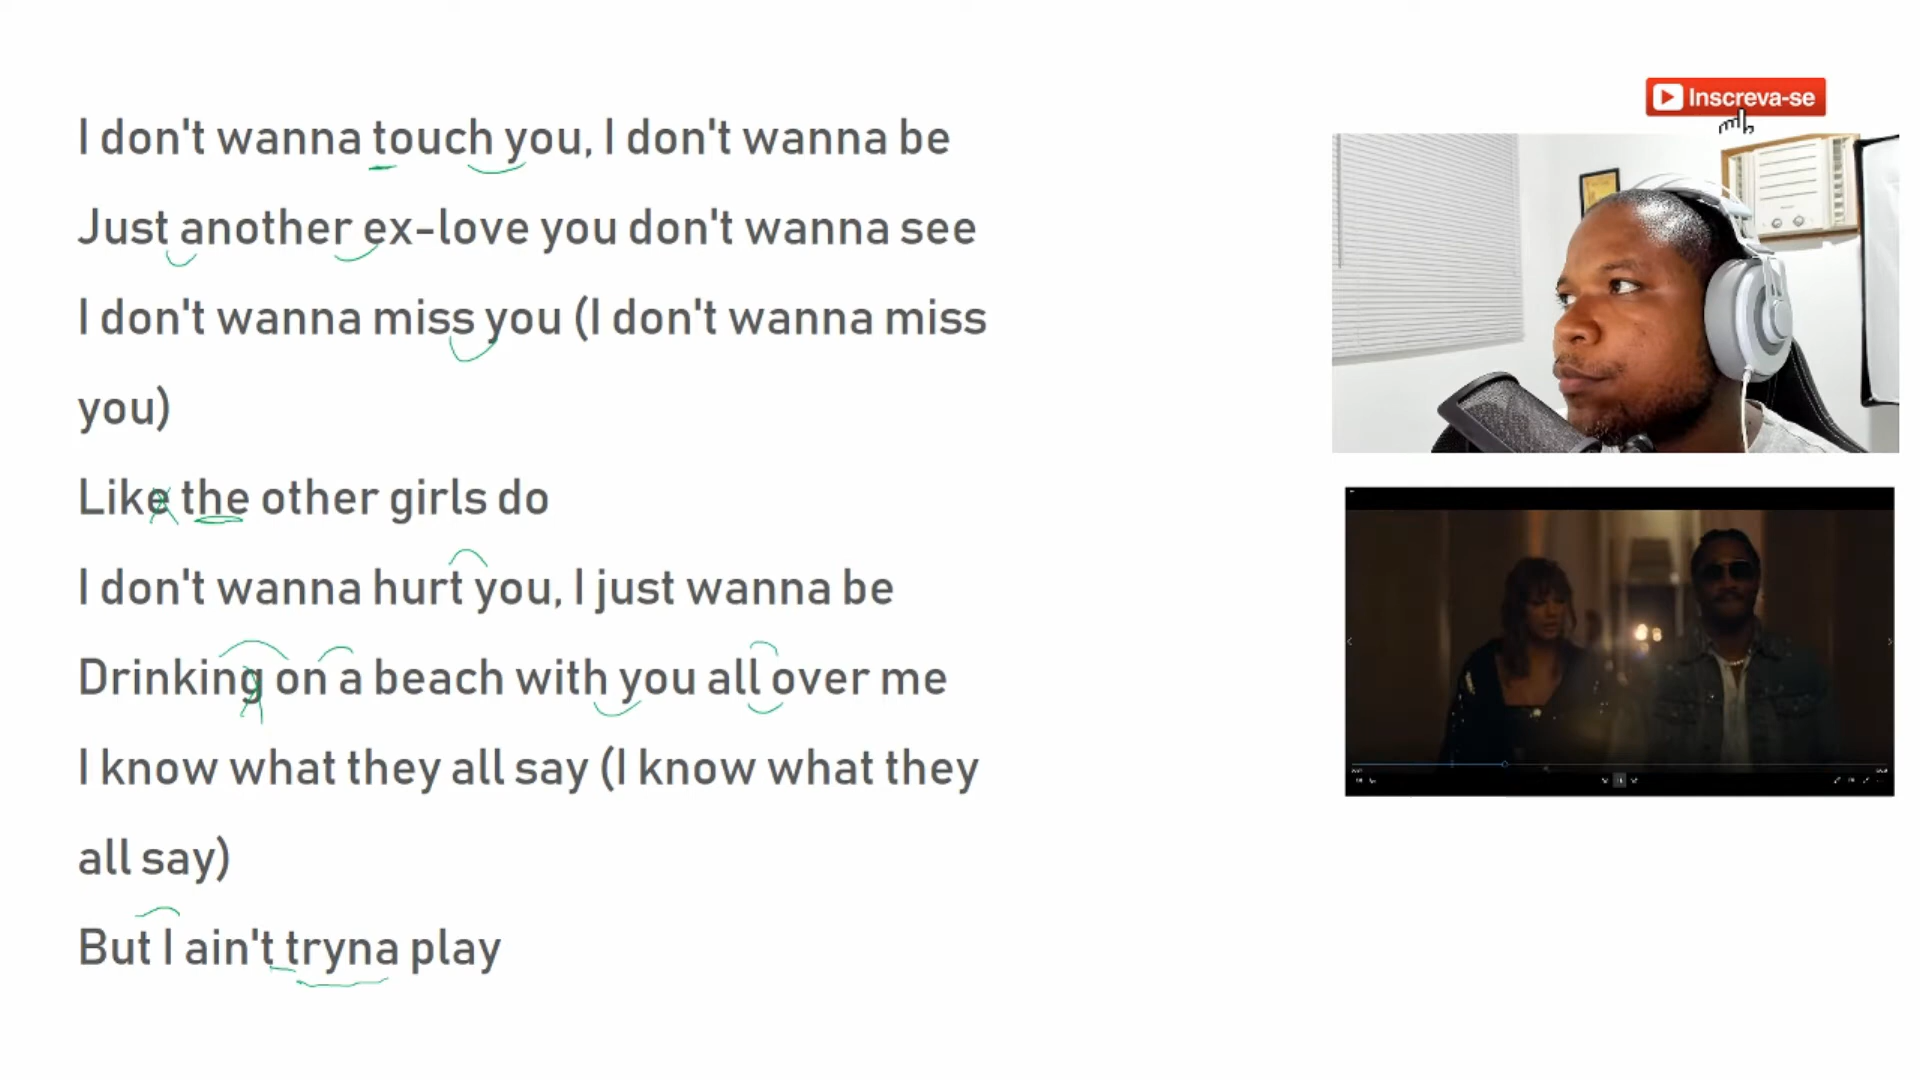 I don't wanna touch you, I don't wanna be
Just another ex-love you don't wanna see
I don't wanna miss you (I don't wanna miss
you)
Like the other girls do
I don't wanna hurt you, I just wanna be
Drinking on a beach with you all over me
I know what they all say (I know what they
all say)
But I ain't tryna play
Inscreva-se